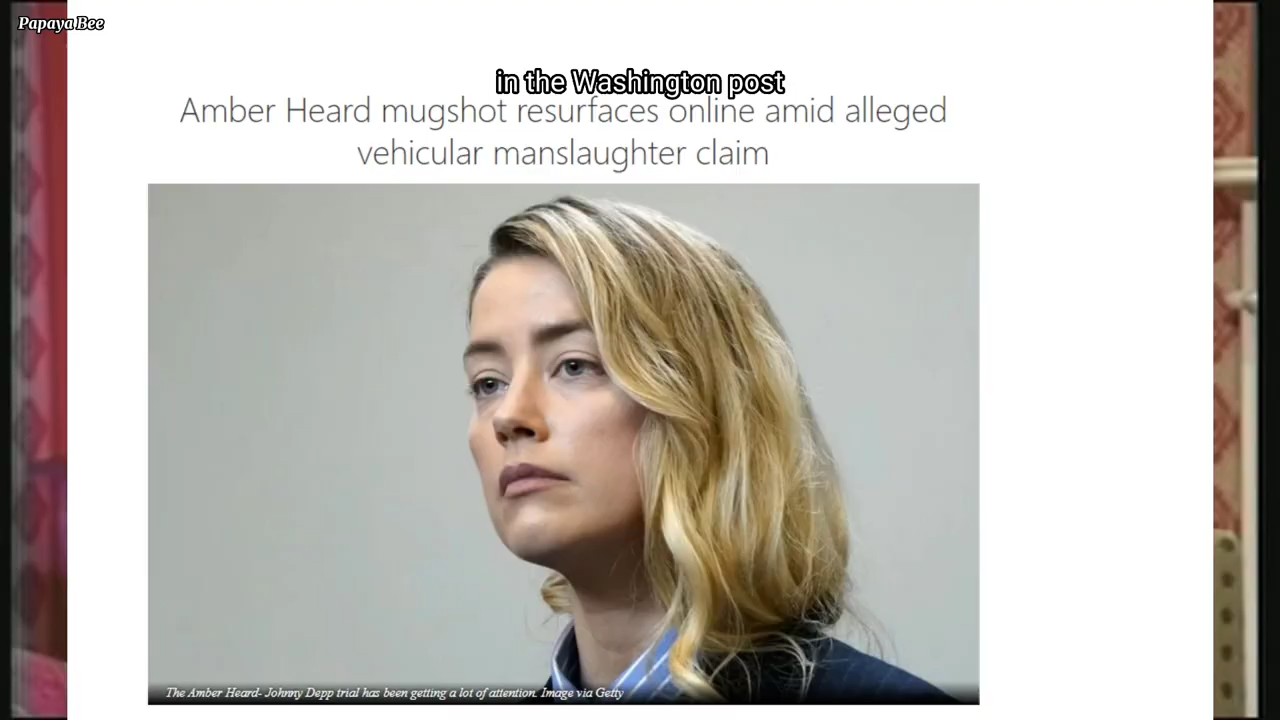 Papaya Bee
in the Washington post
Amber Heard mugshot resurfaces online amid alleged
vehicular manslaughter claim
The Amber Heard- Johnny Depp trial has been getting a lot of attention. Image via Getty